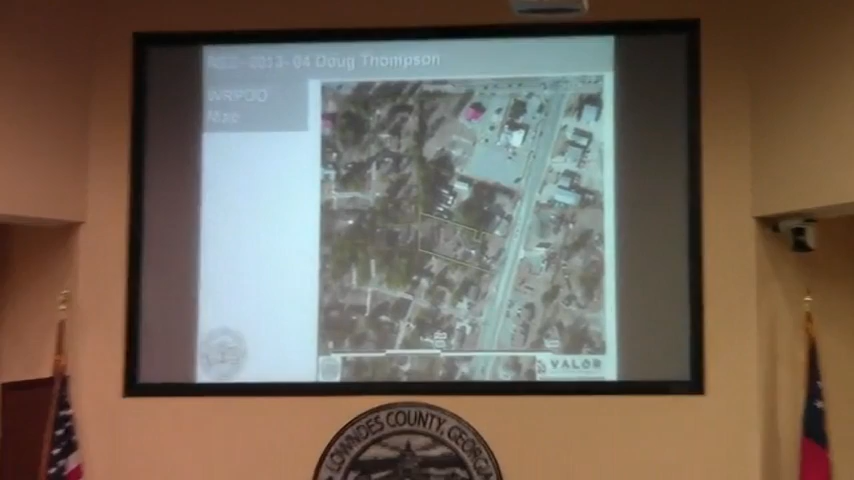 REZ-2013-04 Doug Thompson
WRPDO
Map
VALOR
LOWNDES COUNTY, GEORGIA